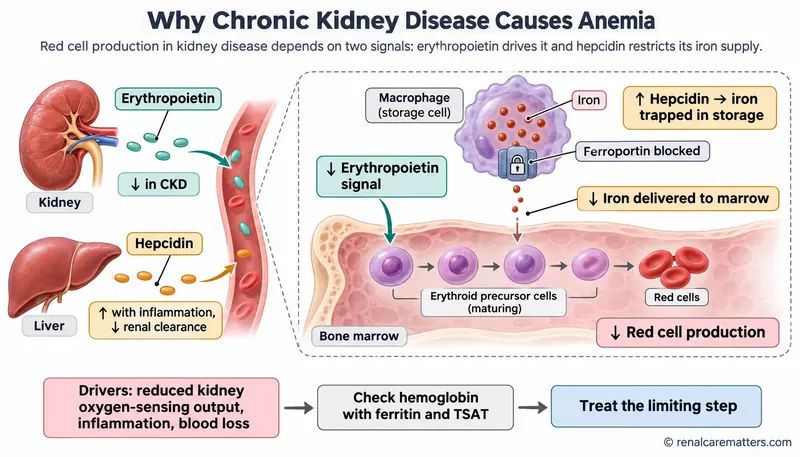 Why Chronic Kidney Disease Causes Anemia
Red cell production in kidney disease depends on two signals: erythropoietin drives it and hepcidin restricts its iron supply.
Erythropoietin
↓ in CKD
Kidney
Hepcidin
↑ with inflammation,
↓ renal clearance
Liver
Macrophage
(storage cell)
Iron
↑ Hepcidin → iron
trapped in storage
Ferroportin blocked
↓ Erythropoietin
signal
↓ Iron delivered to marrow
Erythroid precursor cells
(maturing)
Red cells
Bone marrow
↓ Red cell production
Drivers: reduced kidney
oxygen-sensing output,
inflammation, blood loss
Check hemoglobin
with ferritin and TSAT
Treat the limiting step
© renalcarematters.com